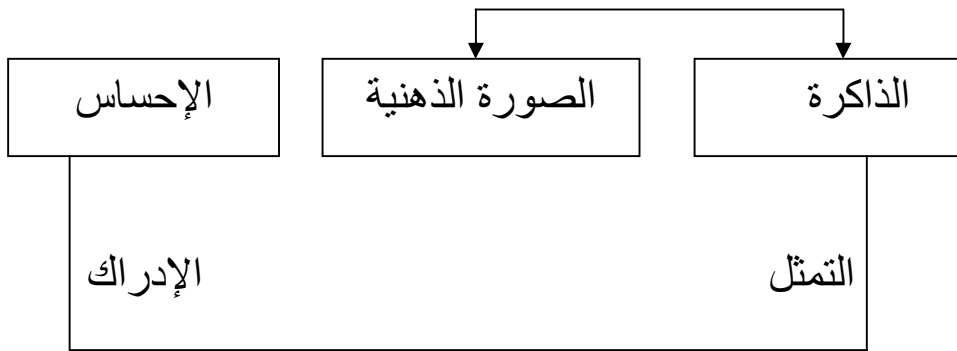 الذاكرة
الصورة الذهنية
الإحساس
التمثل
الإدراك